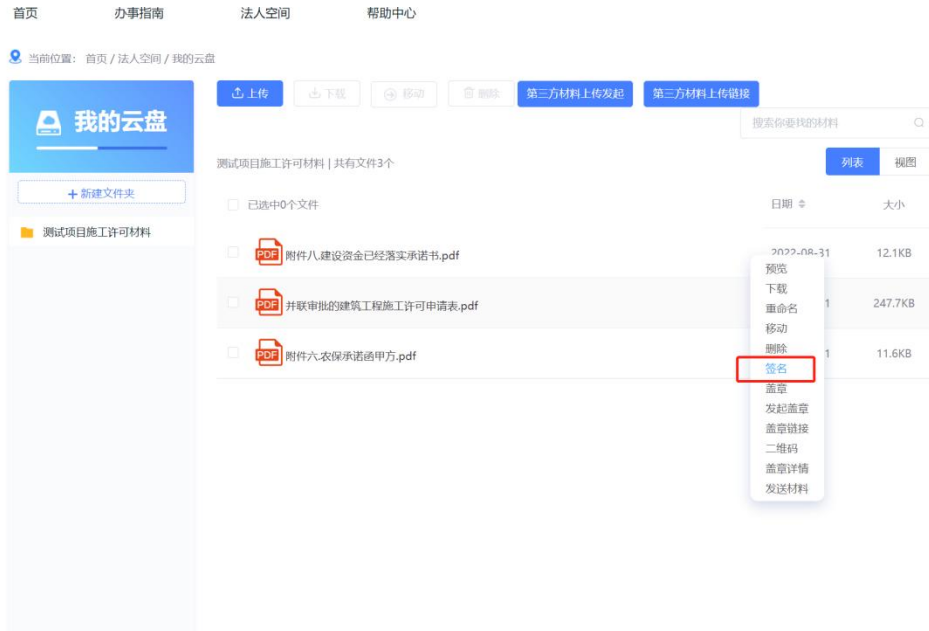 首页 办事指南 法人空间 帮助中心
当前位置： 首页 / 法人空间 / 我的云盘
我的云盘
+ 新建文件夹
测试项目施工许可材料
上传 下载 移动 删除 第三方材料上传发起 第三方材料上传链接
搜索你要找的材料
测试项目施工许可材料 | 共有文件3个
列表 视图
已选中0个文件 日期 大小
PDF 附件八.建设资金已经落实承诺书.pdf 2022-08-31 12.1KB
PDF 并联审批的建筑工程施工许可申请表.pdf 1 247.7KB
PDF 附件六.农保承诺函甲方.pdf 1 11.6KB
预览
下载
重命名
移动
删除
签名
盖章
发起盖章
盖章链接
二维码
盖章详情
发送材料